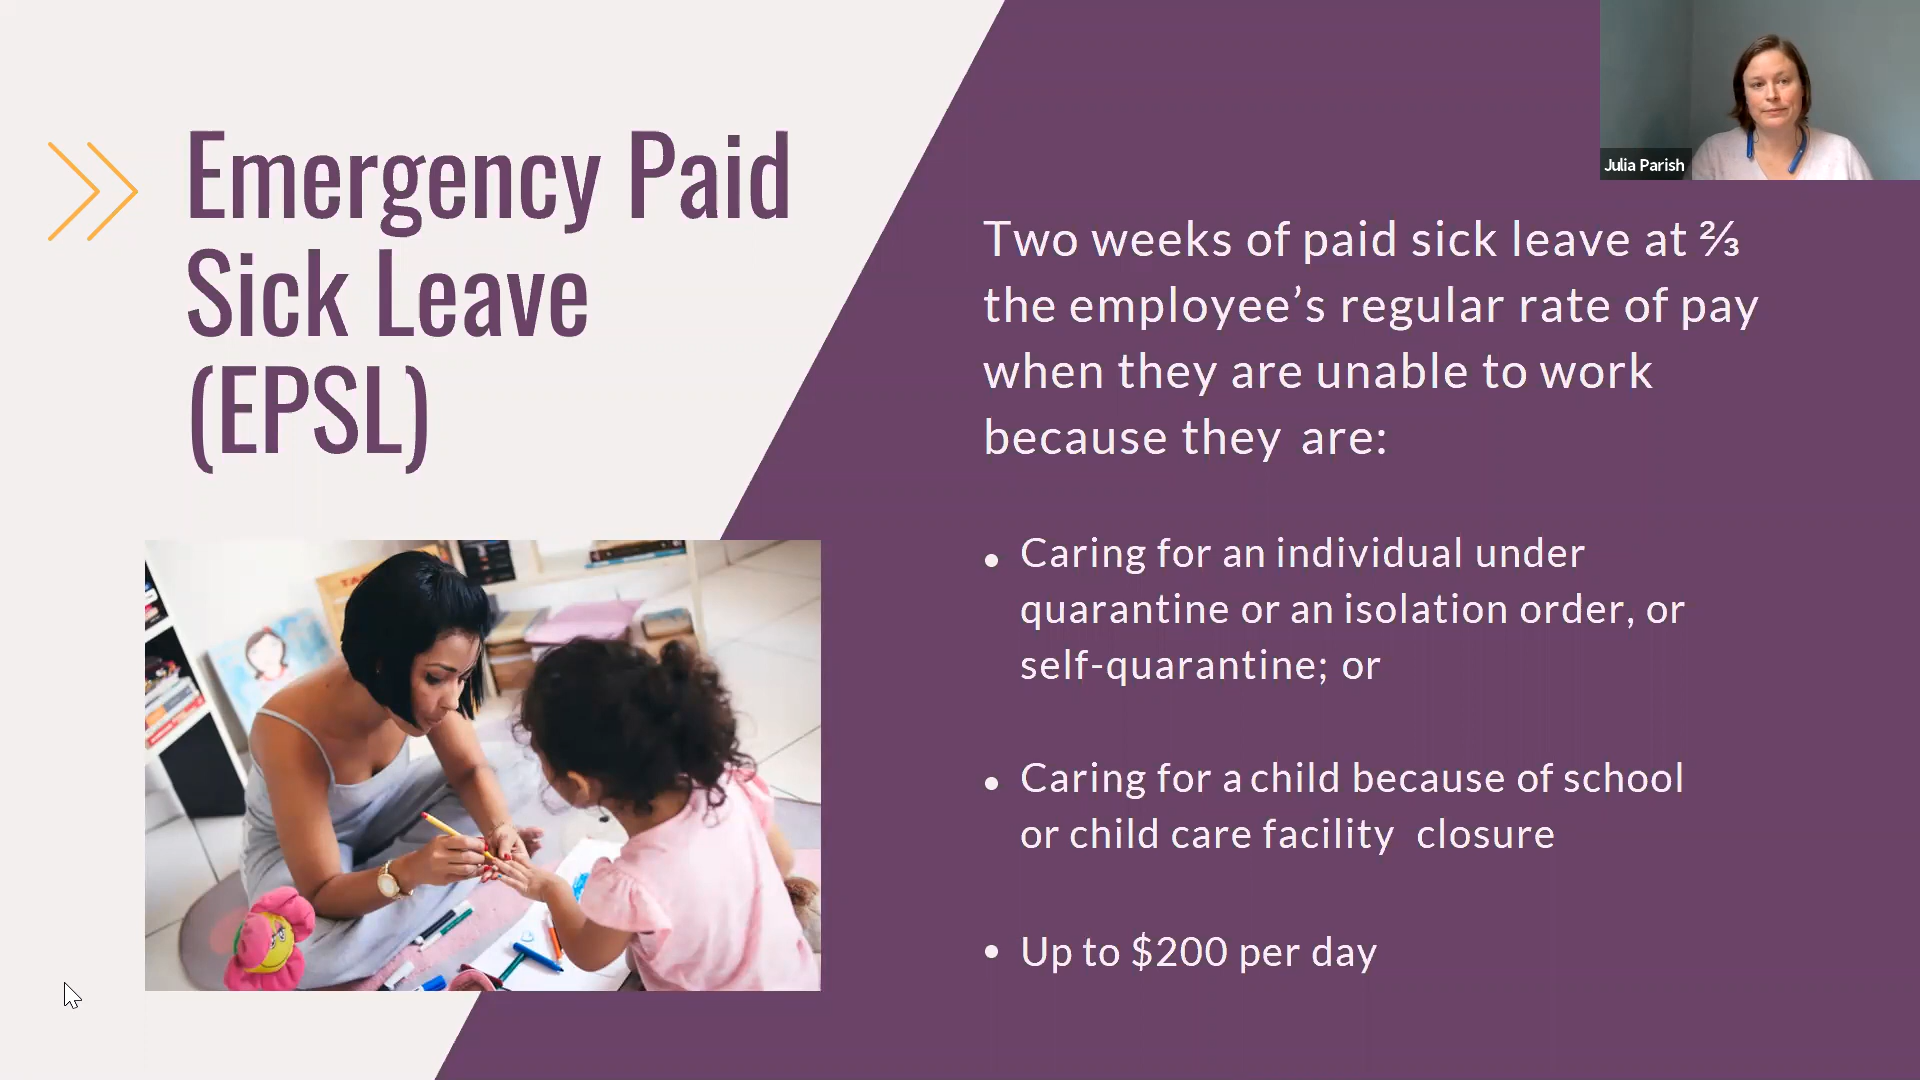 Emergency Paid
Sick Leave
(EPSL)
Julia Parish
Two weeks of paid sick leave at ⅔
the employee’s regular rate of pay
when they are unable to work
because they are:
• Caring for an individual under
quarantine or an isolation order, or
self-quarantine; or
• Caring for a child because of school
or child care facility closure
• Up to $200 per day